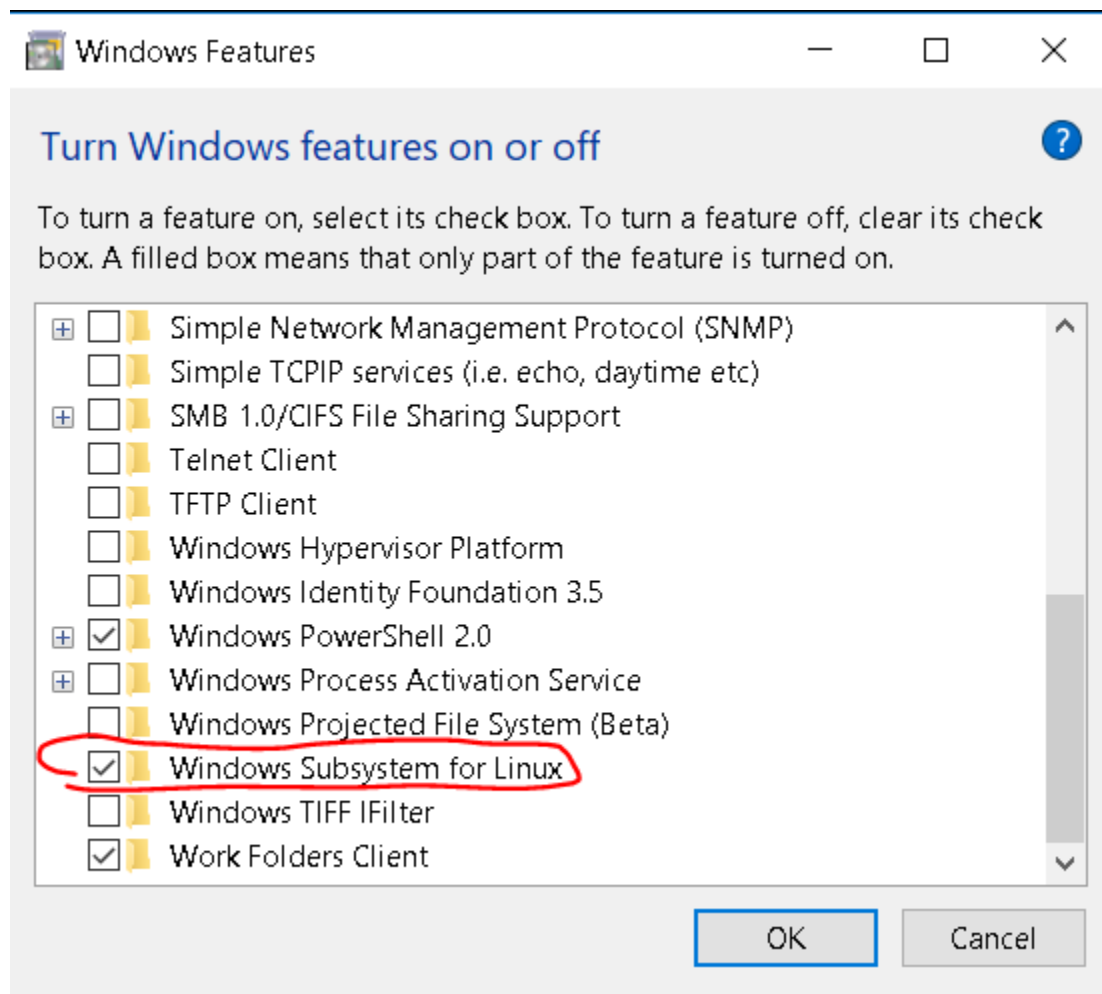 Windows Features
Turn Windows features on or off
?
To turn a feature on, select its check box. To turn a feature off, clear its check
box. A filled box means that only part of the feature is turned on.
Simple Network Management Protocol (SNMP)
Simple TCPIP services (i.e. echo, daytime etc)
SMB 1.0/CIFS File Sharing Support
Telnet Client
TFTP Client
Windows Hypervisor Platform
Windows Identity Foundation 3.5
Windows PowerShell 2.0
Windows Process Activation Service
Windows Projected File System (Beta)
Windows Subsystem for Linux
Windows TIFF IFilter
Work Folders Client
OK Cancel